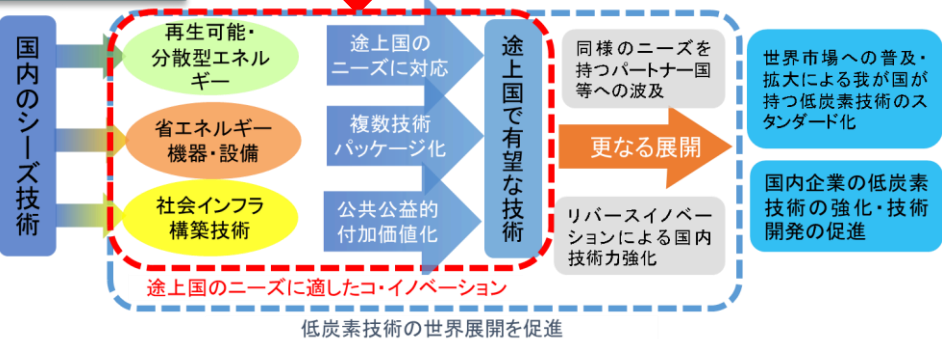 国内のシーズ技術
再生可能・
分散型エネル
ギー
省エネルギー
機器・設備
社会インフラ
構築技術
途上国の
ニーズに対応
複数技術
パッケージ化
公共公益的
付加価値化
途上国で有望な技術
同様のニーズを
持つパートナー国
等への波及
更なる展開
リバースイノベー
ションによる国内
技術力強化
世界市場への普及・
拡大による我が国が
持つ低炭素技術のス
タンダード化
国内企業の低炭素
技術の強化・技術
開発の促進
途上国のニーズに適したコ・イノベーション
低炭素技術の世界展開を促進